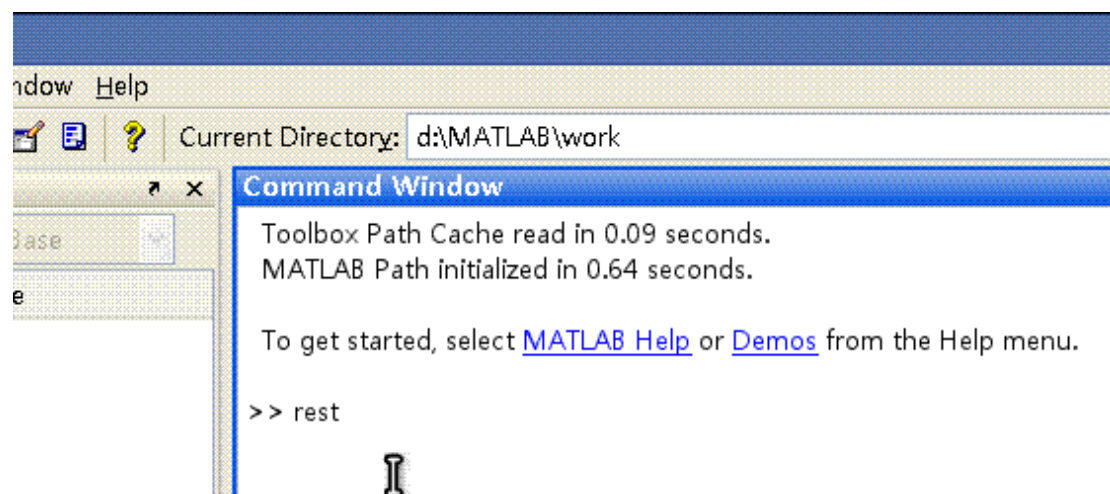 Help
Current Directory: d:\MATLAB\work
Command Window
Toolbox Path Cache read in 0.09 seconds.
MATLAB Path initialized in 0.64 seconds.
To get started, select MATLAB Help or Demos from the Help menu.
>> rest